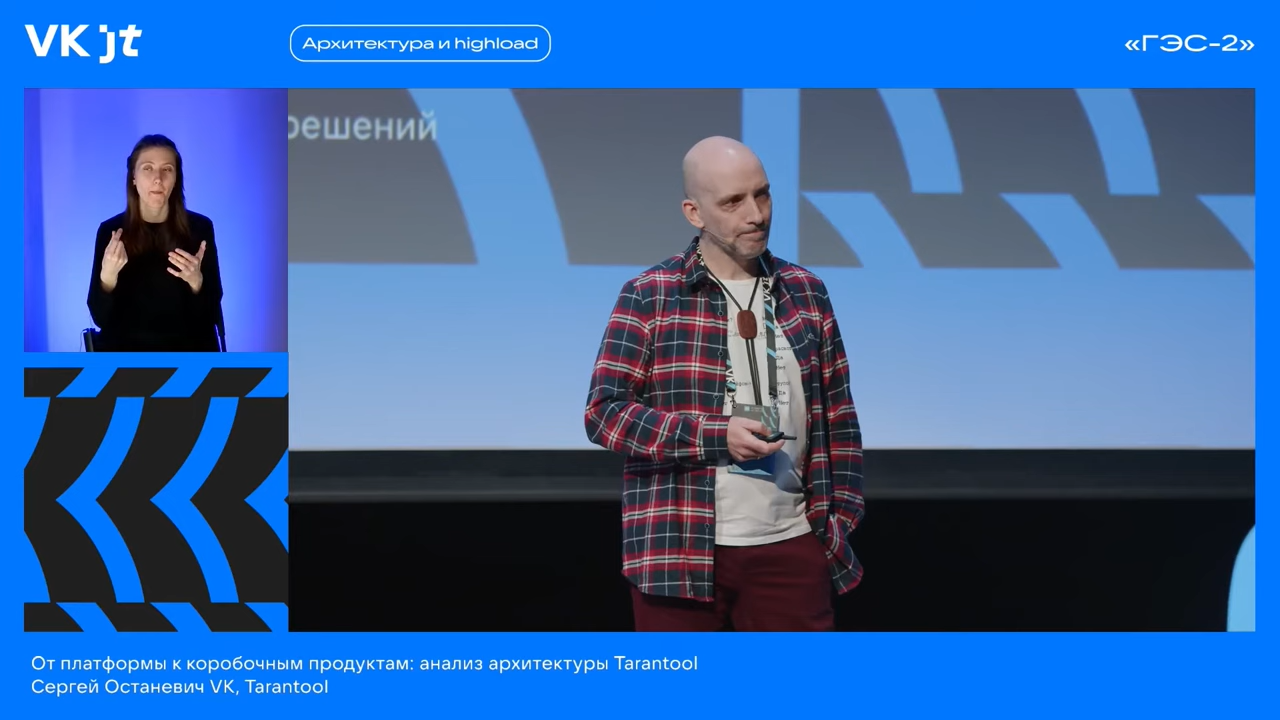 VK jt
Архитектура и highload
«ГЭС-2»
решений
От платформы к коробочным продуктам: анализ архитектуры Tarantool
Сергей Останевич VK, Tarantool